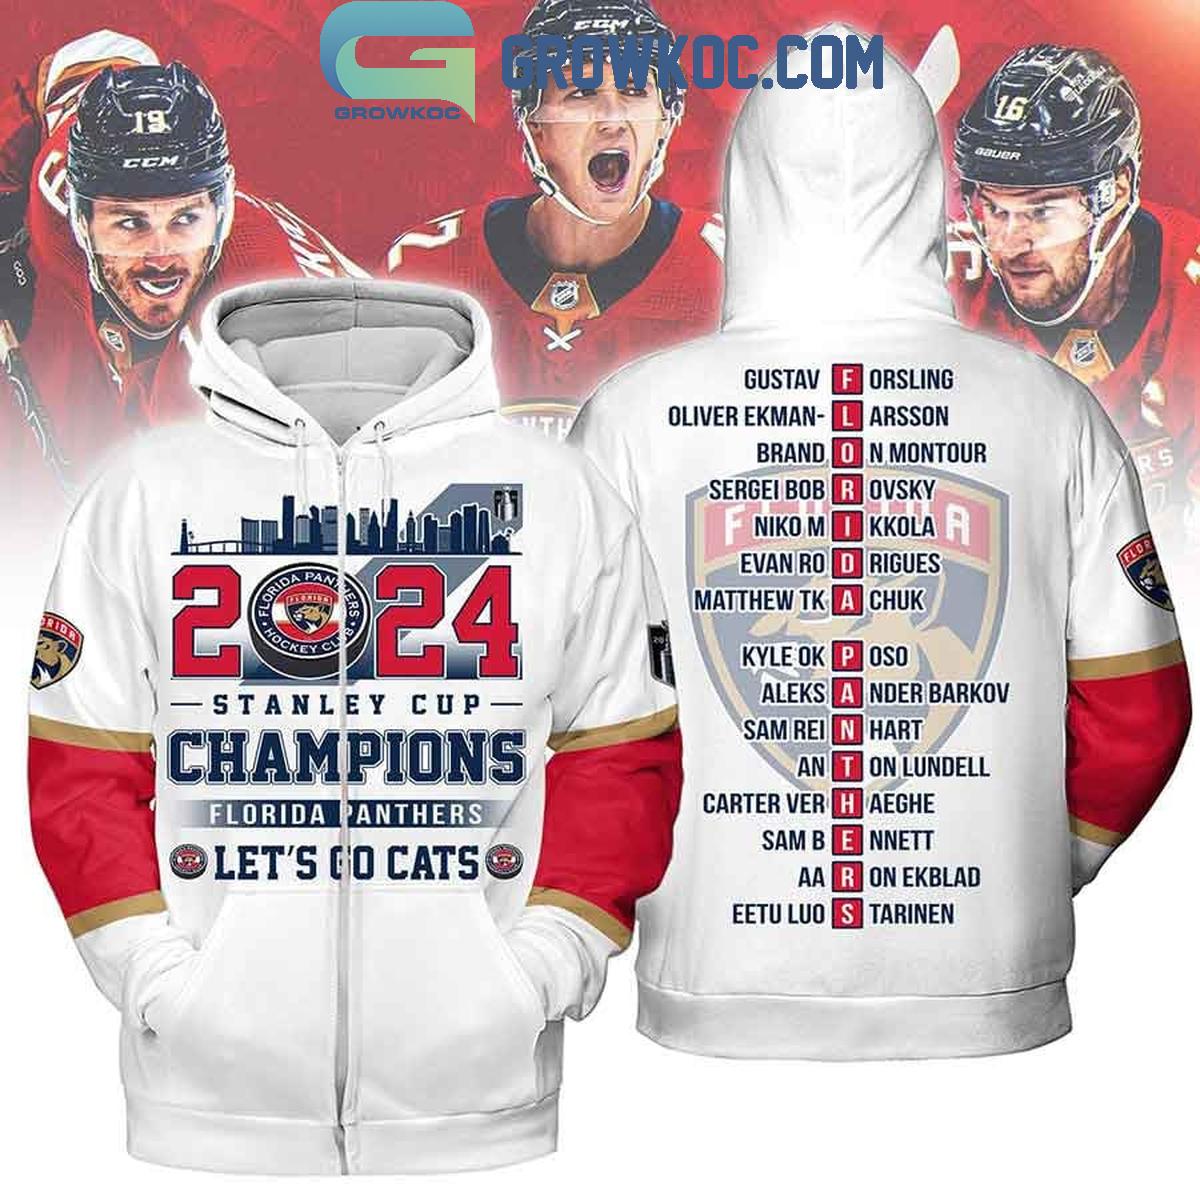 GROWKOC.COM
GROWKOC
CCM
19
CCM
16
BAUER
2024
FLORIDA PANTHERS
FLORIDA
HOCKEY CLUB
STANLEY CUP
CHAMPIONS
FLORIDA PANTHERS
LET'S GO CATS
GUSTAV FORSLING
OLIVER EKMAN-LARSSON
BRANDON MONTOUR
SERGEI BOBROVSKY
NIKO MIKKOLA
EVAN RODRIGUES
MATTHEW TKACHUK
KYLE OKPOSO
ALEKSANDER BARKOV
SAM REINHART
ANTON LUNDELL
CARTER VERHAEGHE
SAM BENNETT
AARON EKBLAD
EETU LUOSTARINEN